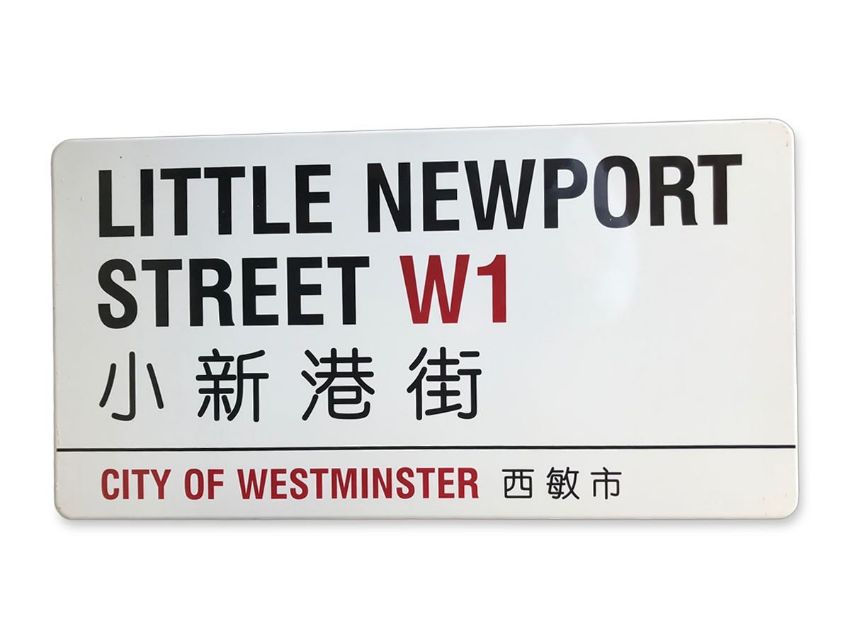 LITTLE NEWPORT
STREET W1
小新港街
CITY OF WESTMINSTER 西敏市